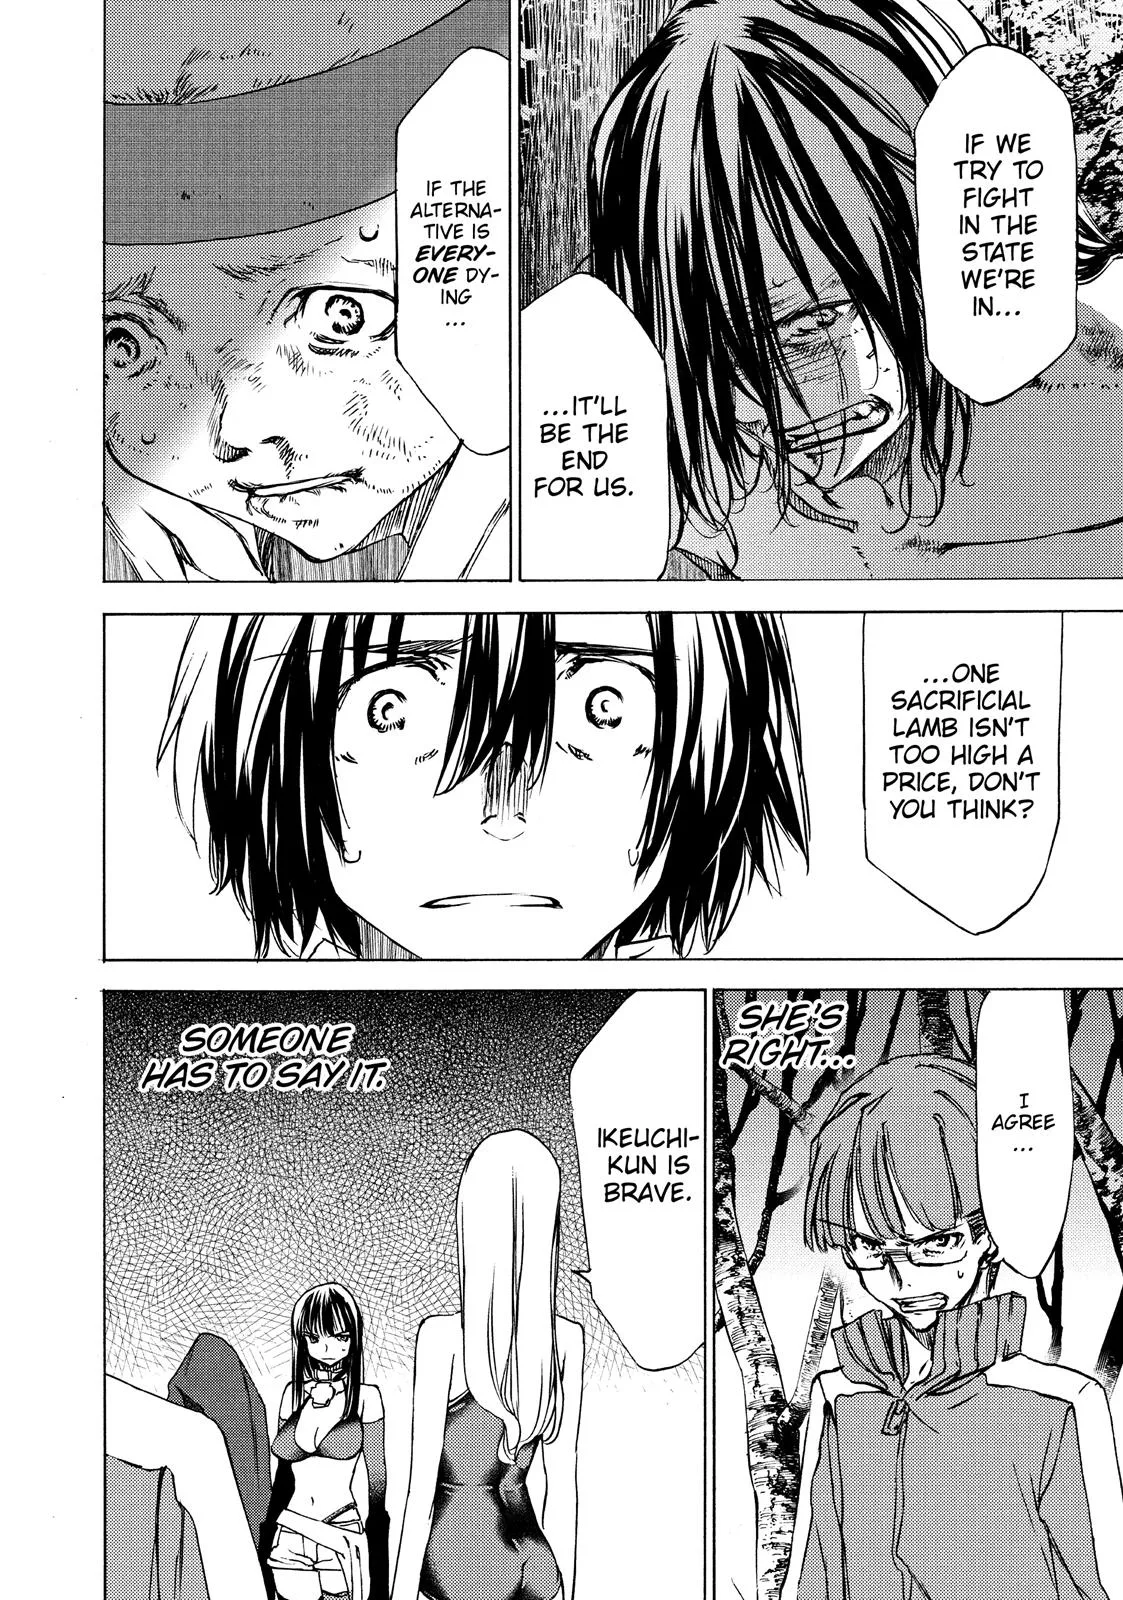 IF WE
TRY TO
FIGHT
IN THE
STATE
WE'RE
IN...
...IT'LL
BE THE
END
FOR US.
IF THE
ALTERNA-
TIVE IS
EVERY-
ONE DY-
ING
...
...ONE
SACRIFICIAL
LAMB ISN'T
TOO HIGH A
PRICE, DON'T
YOU THINK?
I
AGREE
...
SHE'S
RIGHT...
IKEUCHI-
KUN IS
BRAVE.
SOMEONE
HAS TO SAY IT.